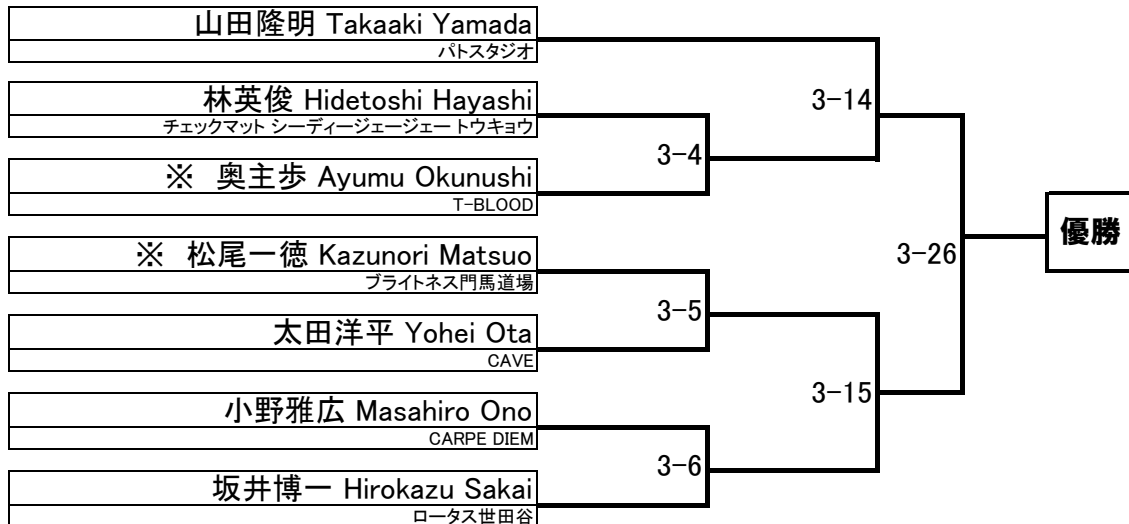 山田隆明 Takaaki Yamada
パトスタジオ
林英俊 Hidetoshi Hayashi
チェックマット シーディージェージェー トウキョウ
3-14
3-4
※ 奥主歩 Ayumu Okunushi
T-BLOOD
優勝
※ 松尾一徳 Kazunori Matsuo
ブライトネス門馬道場
3-26
3-5
太田洋平 Yohei Ota
CAVE
小野雅広 Masahiro Ono
CARPE DIEM
3-15
3-6
坂井博一 Hirokazu Sakai
ロータス世田谷